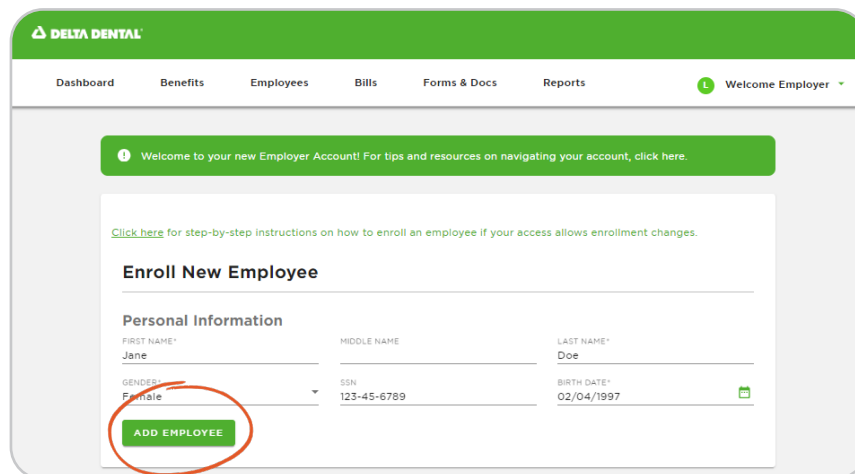 DELTA DENTAL
Dashboard Benefits Employees Bills Forms & Docs Reports L Welcome Employer
Welcome to your new Employer Account! For tips and resources on navigating your account, click here.
Click here for step-by-step instructions on how to enroll an employee if your access allows enrollment changes.
Enroll New Employee
Personal Information
FIRST NAME* MIDDLE NAME LAST NAME*
Jane Doe
GENDER* SSN BIRTH DATE*
Female 123-45-6789 02/04/1997
ADD EMPLOYEE